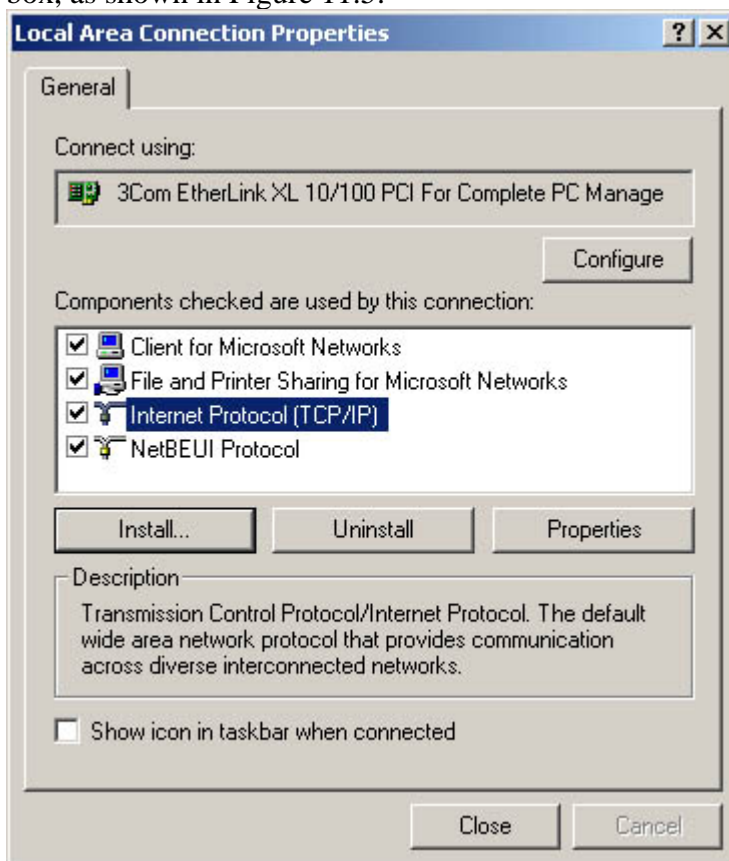 box, as shown in Figure 11.5.
Local Area Connection Properties
General
Connect using:
3Com EtherLink XL 10/100 PCI For Complete PC Manage
Configure
Components checked are used by this connection:
Client for Microsoft Networks
File and Printer Sharing for Microsoft Networks
Internet Protocol (TCP/IP)
NetBEUI Protocol
Install... Uninstall Properties
Description
Transmission Control Protocol/Internet Protocol. The default
wide area network protocol that provides communication
across diverse interconnected networks.
Show icon in taskbar when connected
Close Cancel